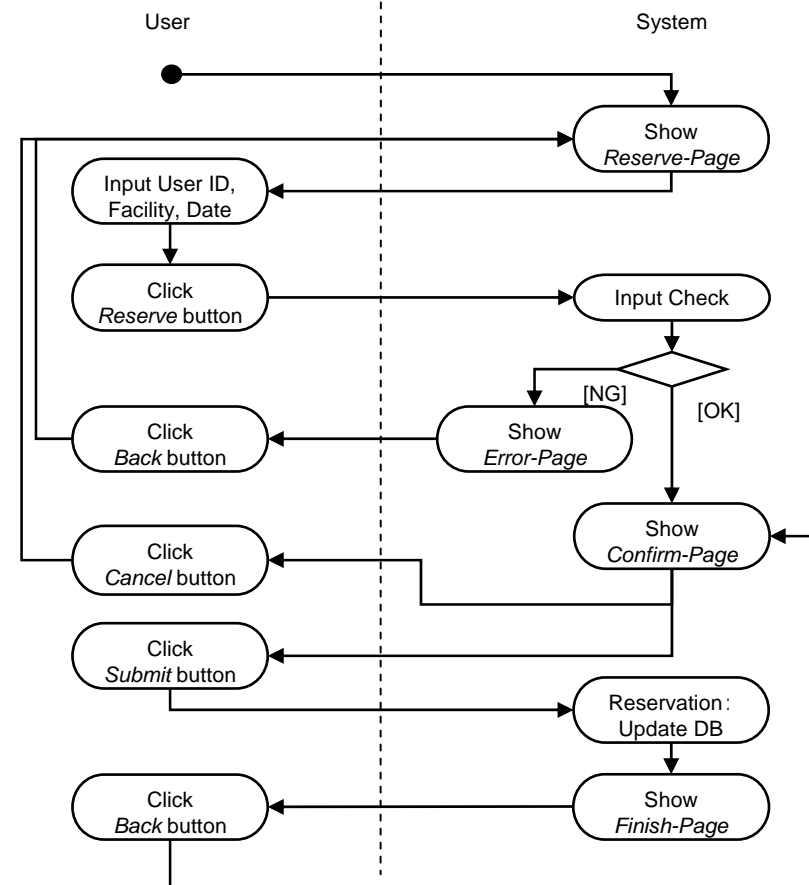 User
System
Show
Reserve-Page
Input User ID,
Facility, Date
Click
Reserve button
Input Check
[NG]
[OK]
Click
Back button
Show
Error-Page
Show
Confirm-Page
Click
Cancel button
Click
Submit button
Reservation:
Update DB
Click
Back button
Show
Finish-Page